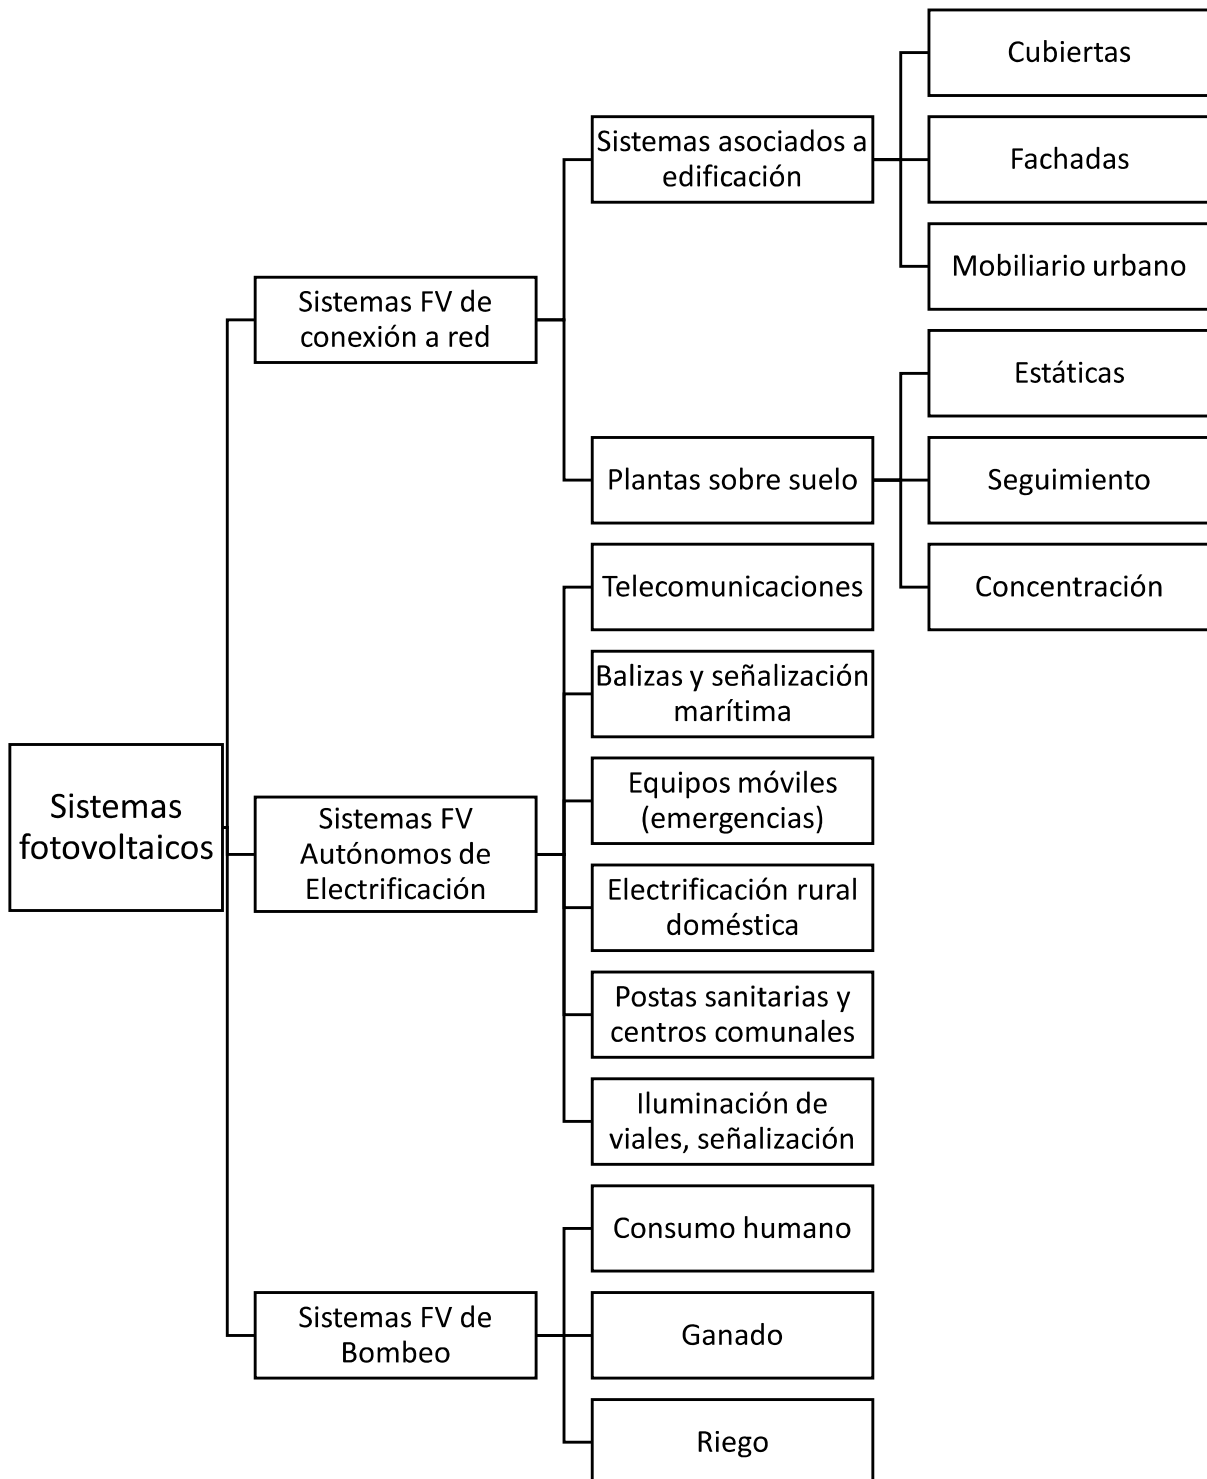 Sistemas
fotovoltaicos
Sistemas FV de
conexión a red
Sistemas asociados a
edificación
Cubiertas
Fachadas
Mobiliario urbano
Plantas sobre suelo
Estáticas
Seguimiento
Concentración
Sistemas FV
Autónomos de
Electrificación
Telecomunicaciones
Balizas y señalización
marítima
Equipos móviles
(emergencias)
Electrificación rural
doméstica
Postas sanitarias y
centros comunales
Iluminación de
viales, señalización
Sistemas FV de
Bombeo
Consumo humano
Ganado
Riego